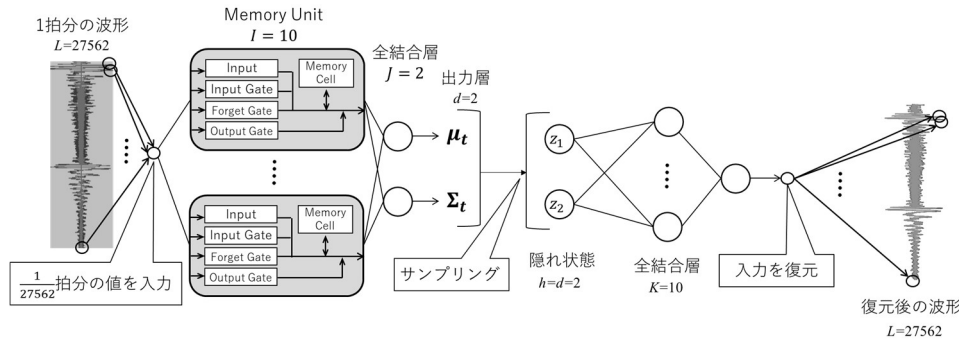 1拍分の波形
L=27562
Memory Unit
I = 10
Input
Input Gate
Forget Gate
Output Gate
Memory
Cell
Input
Input Gate
Forget Gate
Output Gate
Memory
Cell
1/27562 拍分の値を入力
全結合層
J = 2
出力層
d=2
μt
Σt
サンプリング
z1
z2
隠れ状態
h=d=2
全結合層
K=10
入力を復元
復元後の波形
L=27562